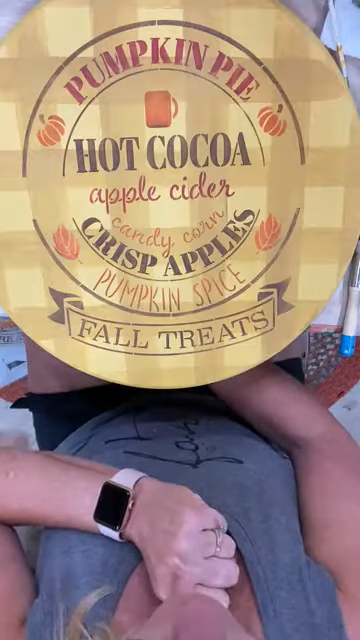 PUMPKIN PIE
HOT COCOA
apple cider
candy corn
CRISP APPLES
PUMPKIN SPICE
FALL TREATS